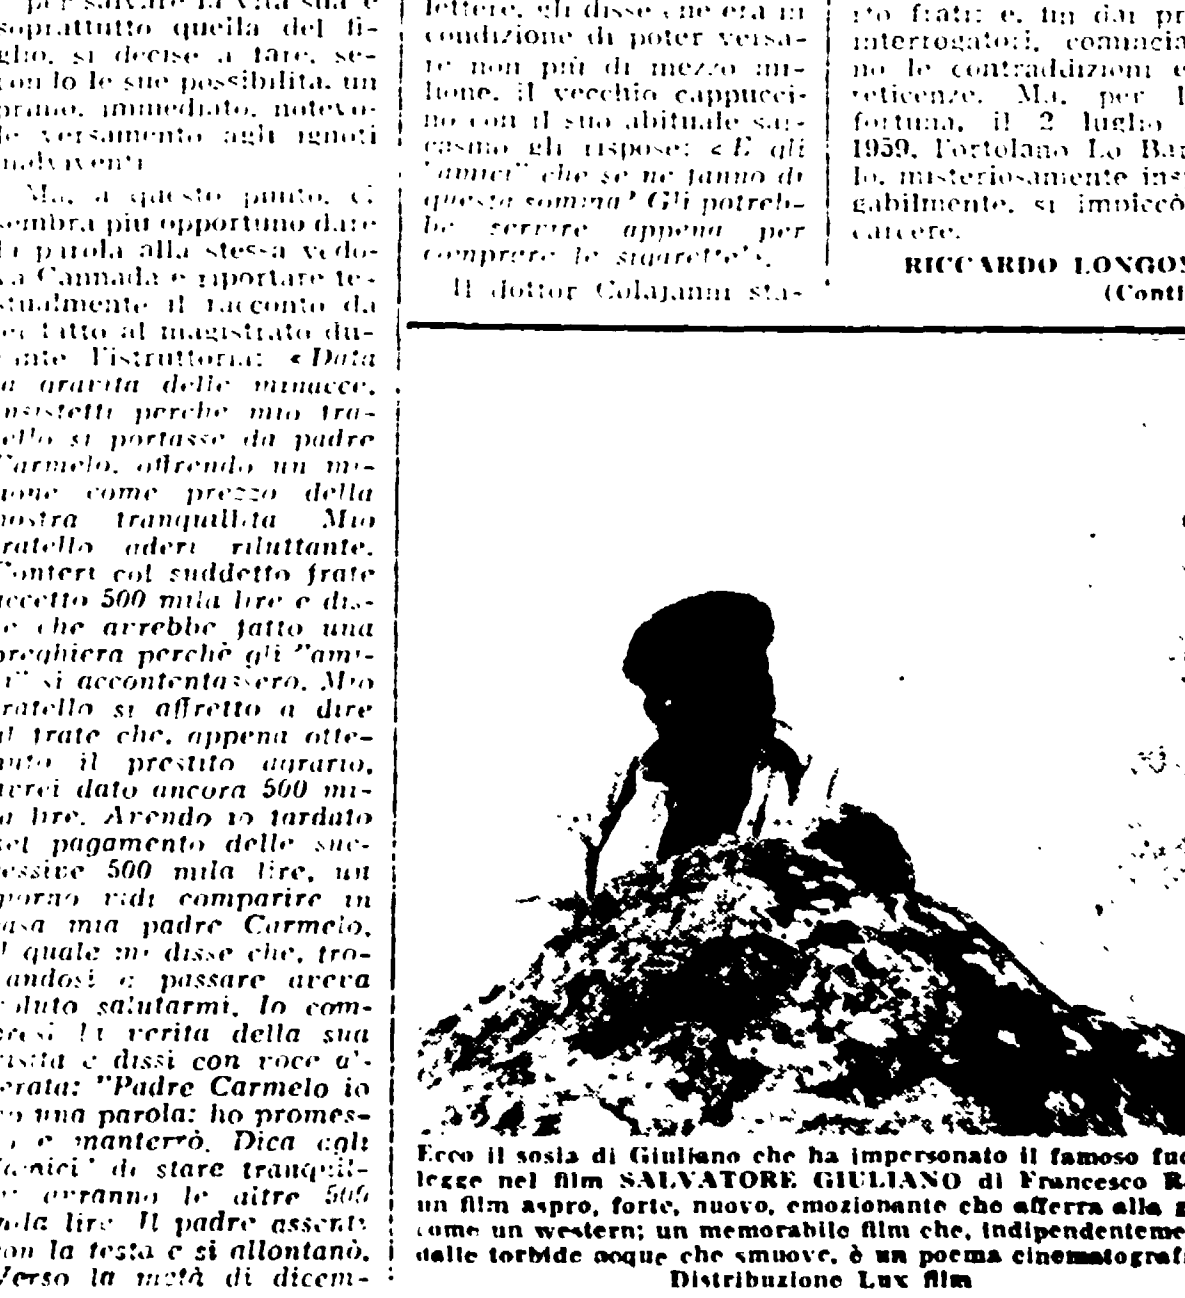 per salvare la vita sua e
soprattutto quella del fi-
glio, si decise a fare, se-
con lo le sue possibilità, un
primo, immediato, notevo-
le versamento agli ignoti
malviventi
Ma, a questo punto, ci
sembra più opportuno dare
la parola alla stessa vedo-
va Cannada e riportare te-
stualmente il racconto da
lei fatto al magistrato du-
rante l'istruttoria: « Data
la gravità delle minacce,
insistetti perché mio fra-
tello si portasse da padre
Carmelo, offrendo un mi-
lione come prezzo della
nostra tranquillità Mio
fratello aderì riluttante.
col suddetto frate
accettò 500 mila lire e dis-
se che avrebbe fatto una
preghiera perchè gli "ami-
ci" si accontentassero. Mio
fratello si affrettò a dire
al frate che, appena otte-
nuto il prestito agrario,
avrei dato ancora 500 mi-
la lire. Avendo io tardato
nel pagamento delle suc-
cessive 500 mila lire, un
giorno vidi comparire in
casa mia padre Carmelo,
il quale mi disse che, tro-
vandosi a passare aveva
voluto salutarmi. Io com-
presi la verità della sua
visita e dissi con voce al-
terata: "Padre Carmelo io
ho una parola: ho promes-
so e manterrò. Dica agli
"amici" di stare tranquil-
li: avranno le altre 500
mila lire. Il padre assentì
con la testa e si allontanò.
Verso la metà di dicem-
lettere, gli disse che era in
condizione di poter versa-
re non più di mezzo mi-
lione, il vecchio cappucci-
no con il suo abituale sar-
casmo gli rispose: « E gli
"amici" che se ne fanno di
questa somma? Gli potreb-
be servire appena per
comprare le sigarette ».
Il dottor Colajanni sta-
frati; e, fin dai pr
interrogatori, comincia
no le contraddizioni e
reticenze. Ma, per l
fortuna, il 2 luglio
1959, l'ortolano Lo Bar
lo, misteriosamente ins
gabilmente, si impiccò
carcere.
RICCARDO LONGON
(Conti
Ecco il sosia di Giuliano che ha impersonato il famoso fuo
legge nel film SALVATORE GIULIANO di Francesco R
un film aspro, forte, nuovo, emozionante che afferra alla g
come un western; un memorabile film che, indipendenteme
dalle torbide acque che smuove, è un poema cinematografi
Distribuzione Lux film